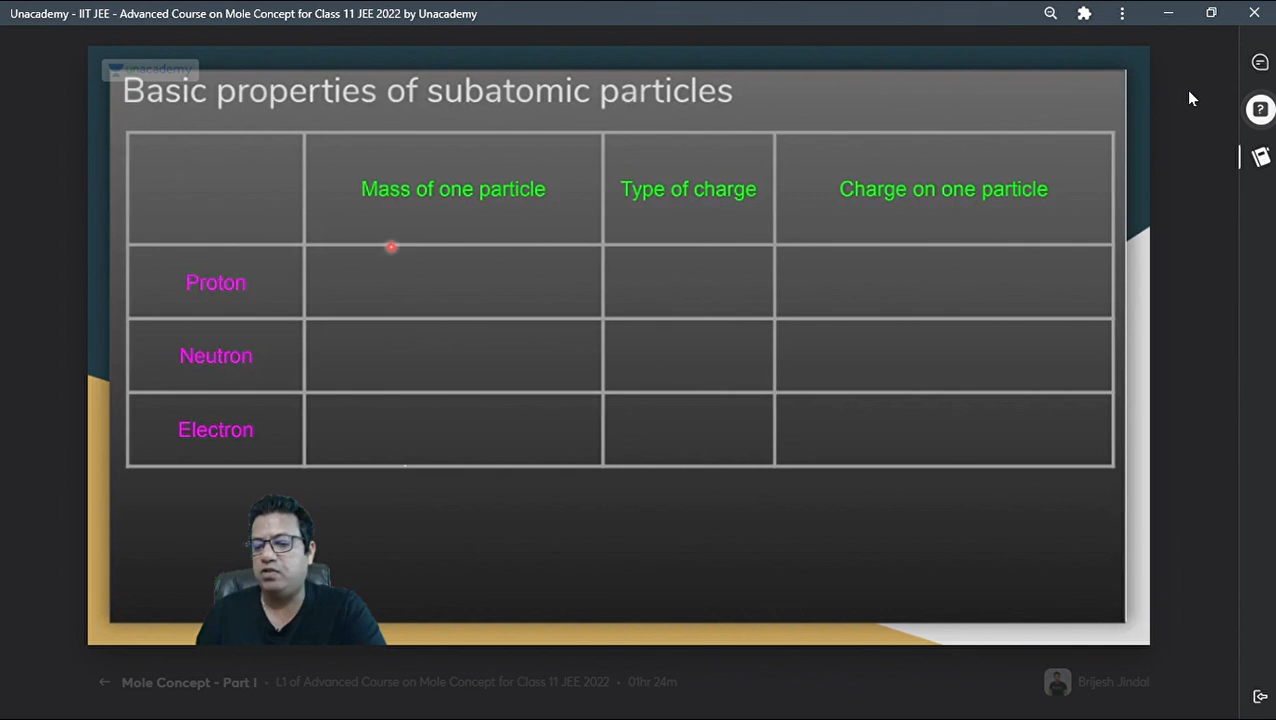 Unacademy - IIT JEE - Advanced Course on Mole Concept for Class 11 JEE 2022 by Unacademy
unacademy
Basic properties of subatomic particles
Mass of one particle
Type of charge
Charge on one particle
Proton
Neutron
Electron
Mole Concept - Part I • L1 of Advanced Course on Mole Concept for Class 11 JEE 2022 • 01hr 24m
Brijesh Jindal